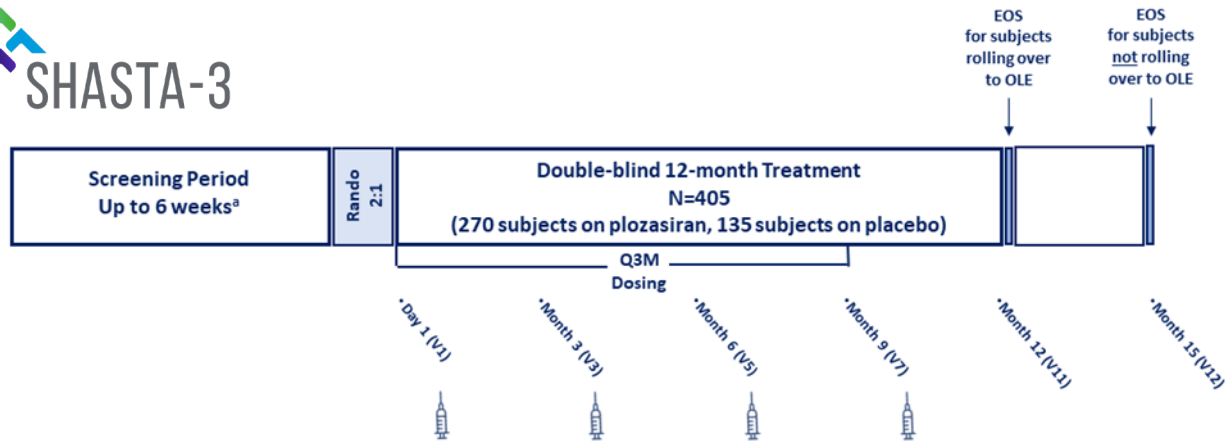 EOS
for subjects
rolling over
to OLE
EOS
for subjects
not rolling
over to OLE
SHASTA-3
Screening Period
Up to 6 weeksᵃ
Rando
2:1
Double-blind 12-month Treatment
N=405
(270 subjects on plozasiran, 135 subjects on placebo)
Q3M
Dosing
•Day 1 (V1)
•Month 3 (V3)
•Month 6 (V5)
•Month 9 (V7)
•Month 12 (V11)
•Month 15 (V12)